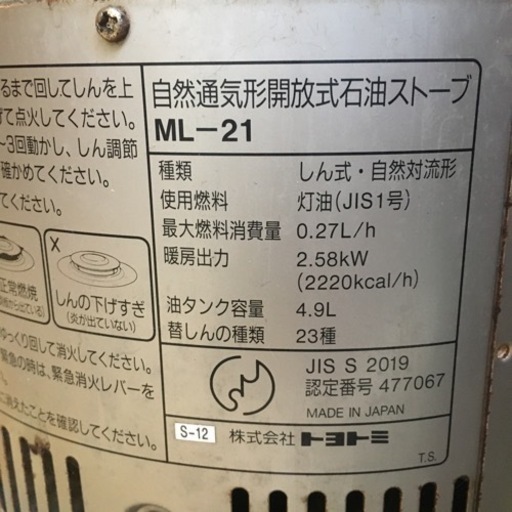 るまで回してしんを上
げて点火してください。
～3回動かし、しん調節
確かめてください。
てください。
正常燃焼
×
しんの下げすぎ
(炎が出ていない)
ゆっくり回して消火してください。
緊急の時は、緊急消火レバーを
消えたことを確認してください。
自然通気形開放式石油ストーブ
ML－21
種類 しん式・自然対流形
使用燃料 灯油(JIS1号)
最大燃料消費量 0.27L/h
暖房出力 2.58kW
(2220kcal/h)
油タンク容量 4.9L
替しんの種類 23種
JIS S 2019
認定番号 477067
MADE IN JAPAN
S-12 株式会社 トヨトミ
T.S.